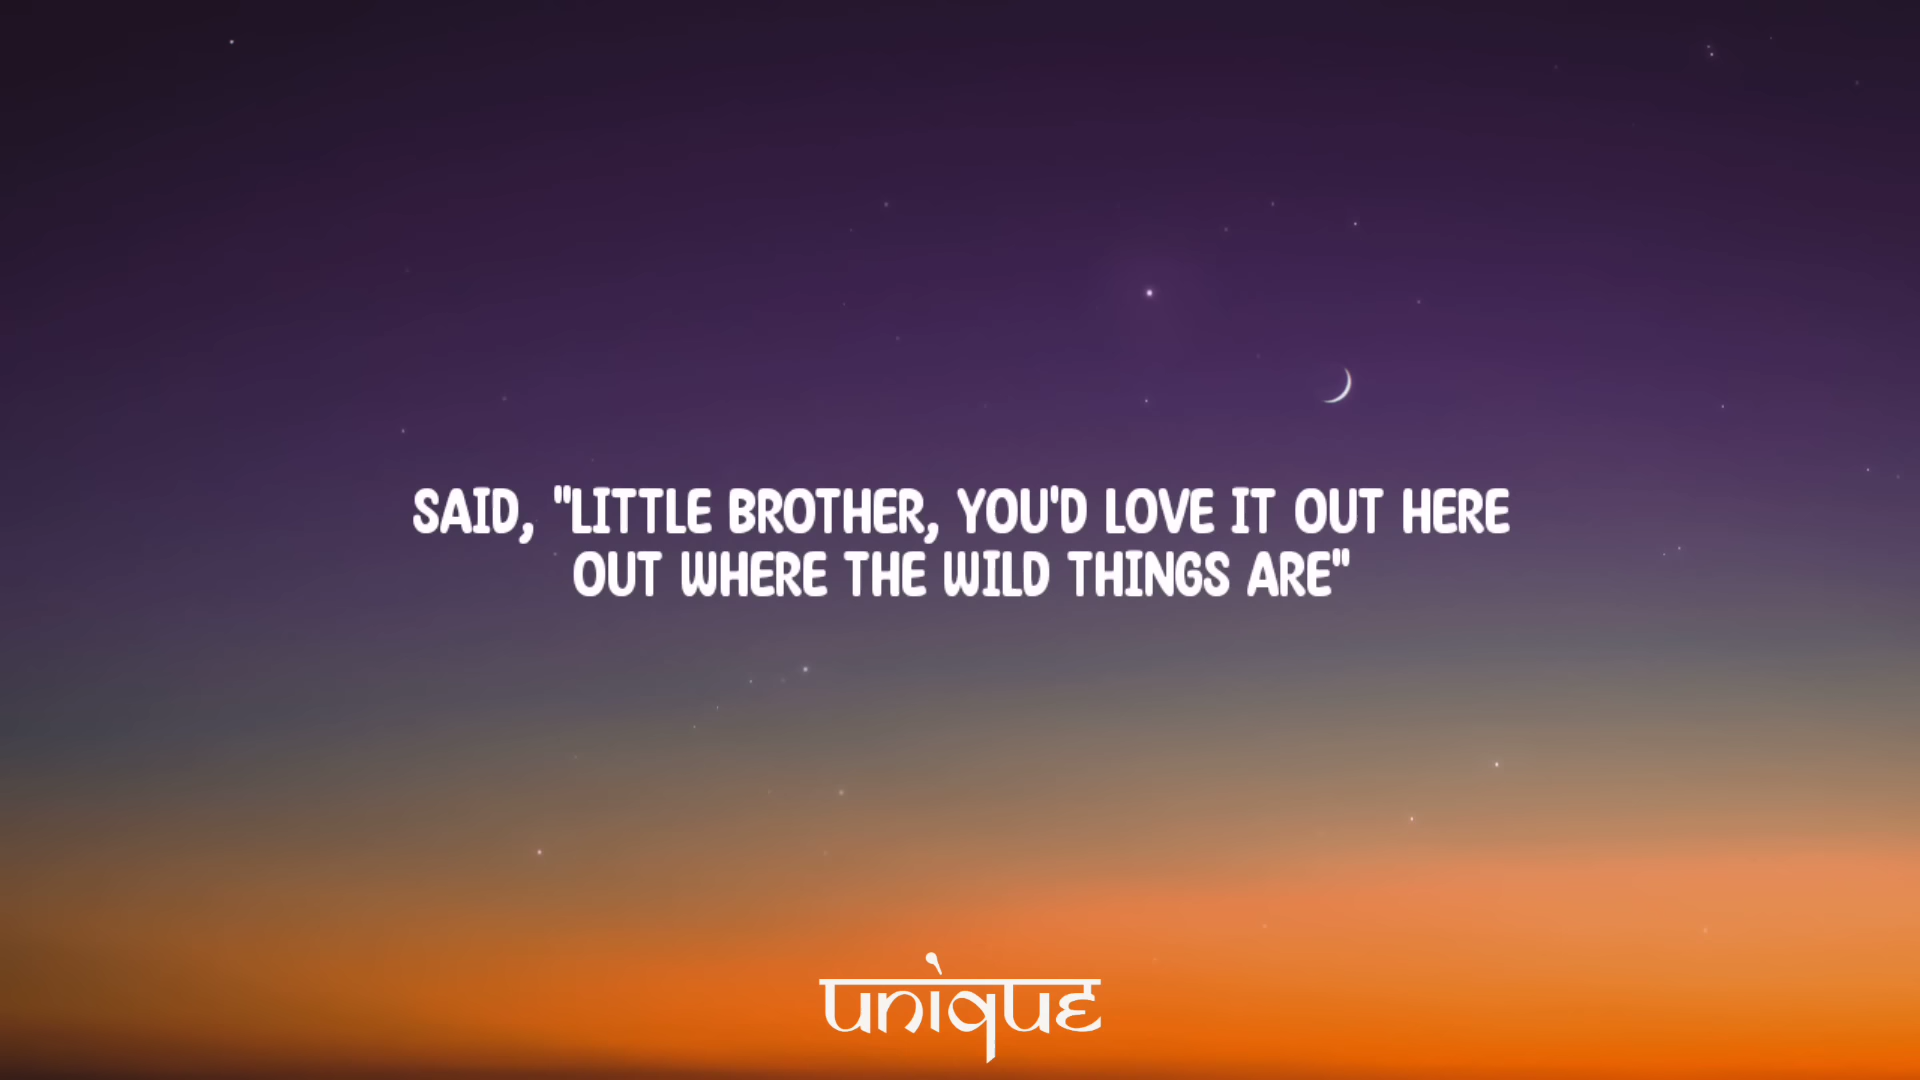 SAID, "LITTLE BROTHER, YOU'D LOVE IT OUT HERE
OUT WHERE THE WILD THINGS ARE"
unique